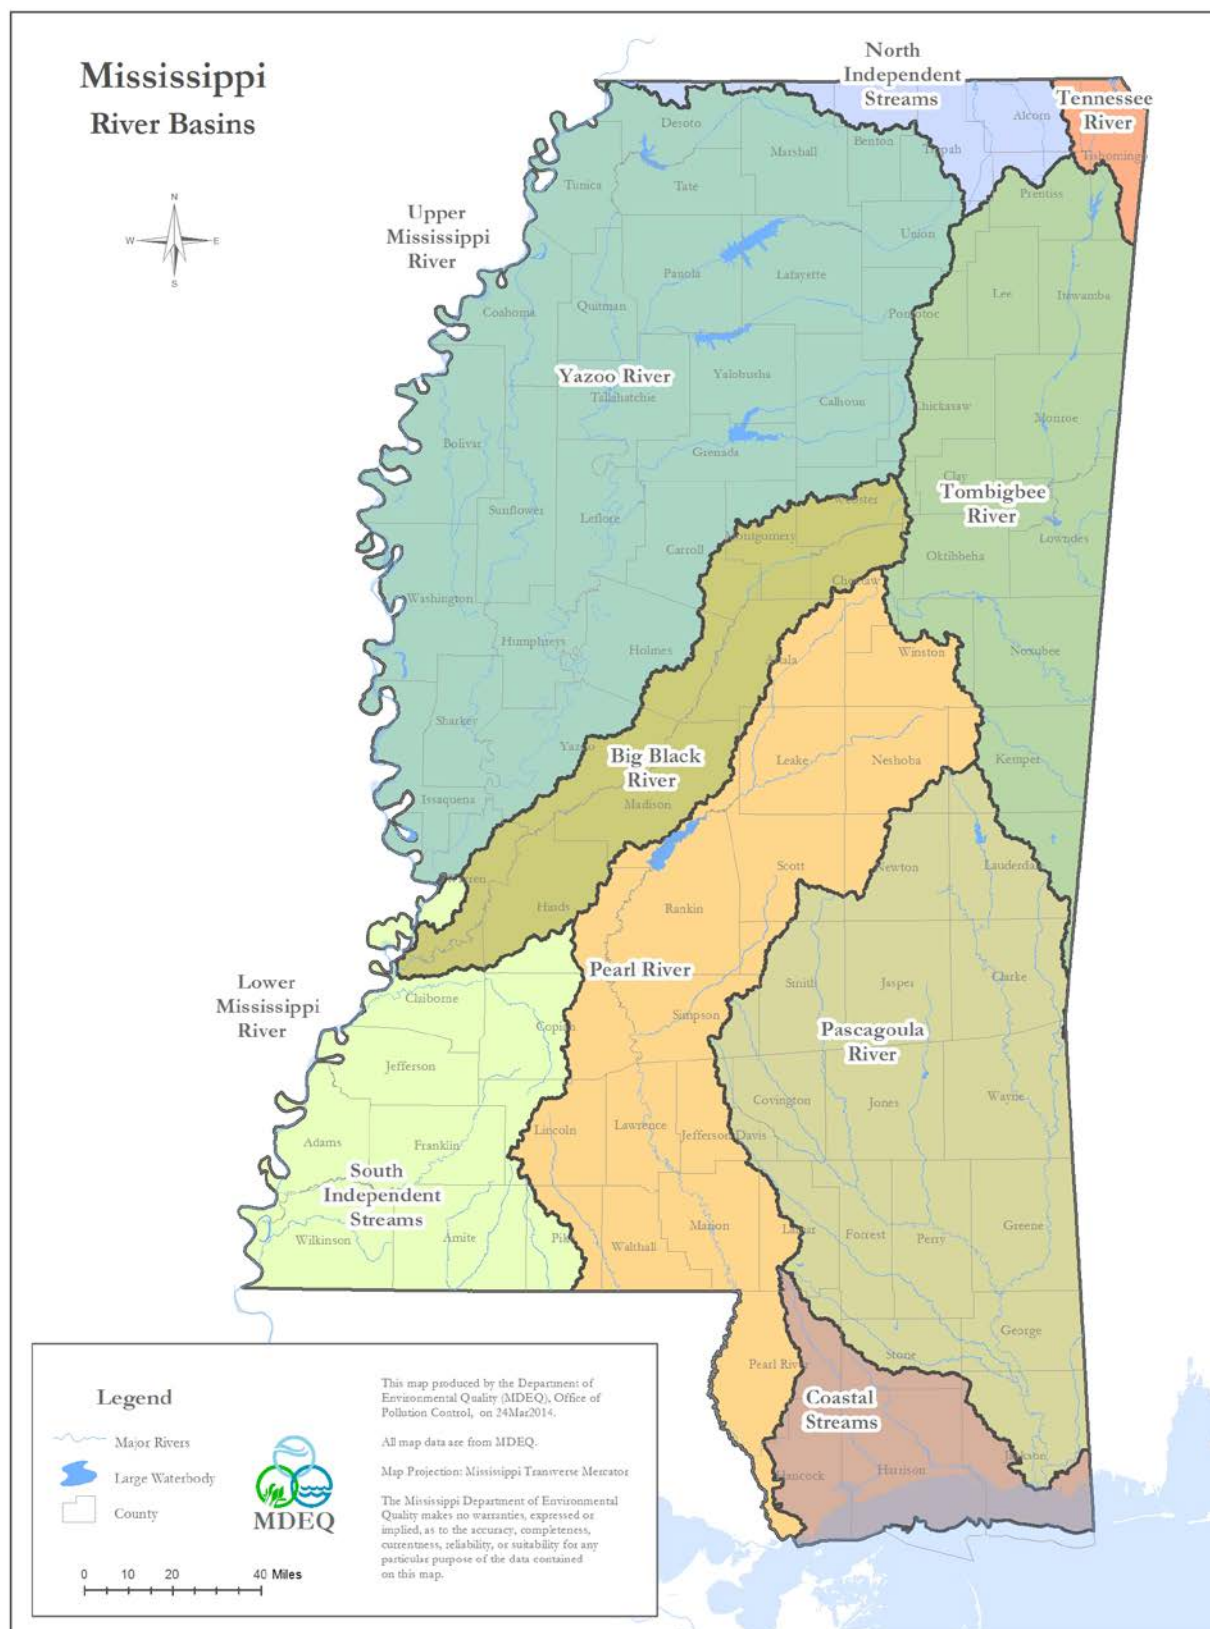 Mississippi
River Basins
N
W
E
S
North
Independent
Streams
Tennessee
River
Upper
Mississippi
River
Yazoo River
Tombigbee
River
Big Black
River
Lower
Mississippi
River
Pearl River
Pascagoula
River
South
Independent
Streams
Coastal
Streams
Desoto
Marshall
Benton
Tippah
Alcorn
Tishomingo
Tunica
Tate
Prentiss
Union
Panola
Lafayette
Lee
Itawamba
Coahoma
Quitman
Pontotoc
Yalobusha
Tallahatchie
Calhoun
Chickasaw
Monroe
Bolivar
Grenada
Clay
Webster
Sunflower
Leflore
Montgomery
Carroll
Lowndes
Oktibbeha
Choctaw
Washington
Humphreys
Holmes
Attala
Winston
Noxubee
Sharkey
Yazoo
Leake
Neshoba
Kemper
Issaquena
Madison
Warren
Scott
Newton
Lauderdale
Hinds
Rankin
Claiborne
Smith
Jasper
Clarke
Copiah
Simpson
Jefferson
Covington
Jones
Wayne
Adams
Franklin
Lincoln
Lawrence
Jefferson Davis
Wilkinson
Amite
Pike
Walthall
Marion
Lamar
Forrest
Perry
Greene
Pearl River
Stone
George
Hancock
Harrison
Jackson
Legend
Major Rivers
Large Waterbody
County
0 10 20 40 Miles
MDEQ
This map produced by the Department of
Environmental Quality (MDEQ), Office of
Pollution Control, on 24Mar2014.
All map data are from MDEQ.
Map Projection: Mississippi Transverse Mercator
The Mississippi Department of Environmental
Quality makes no warranties, expressed or
implied, as to the accuracy, completeness,
currentness, reliability, or suitability for any
particular purpose of the data contained
on this map.